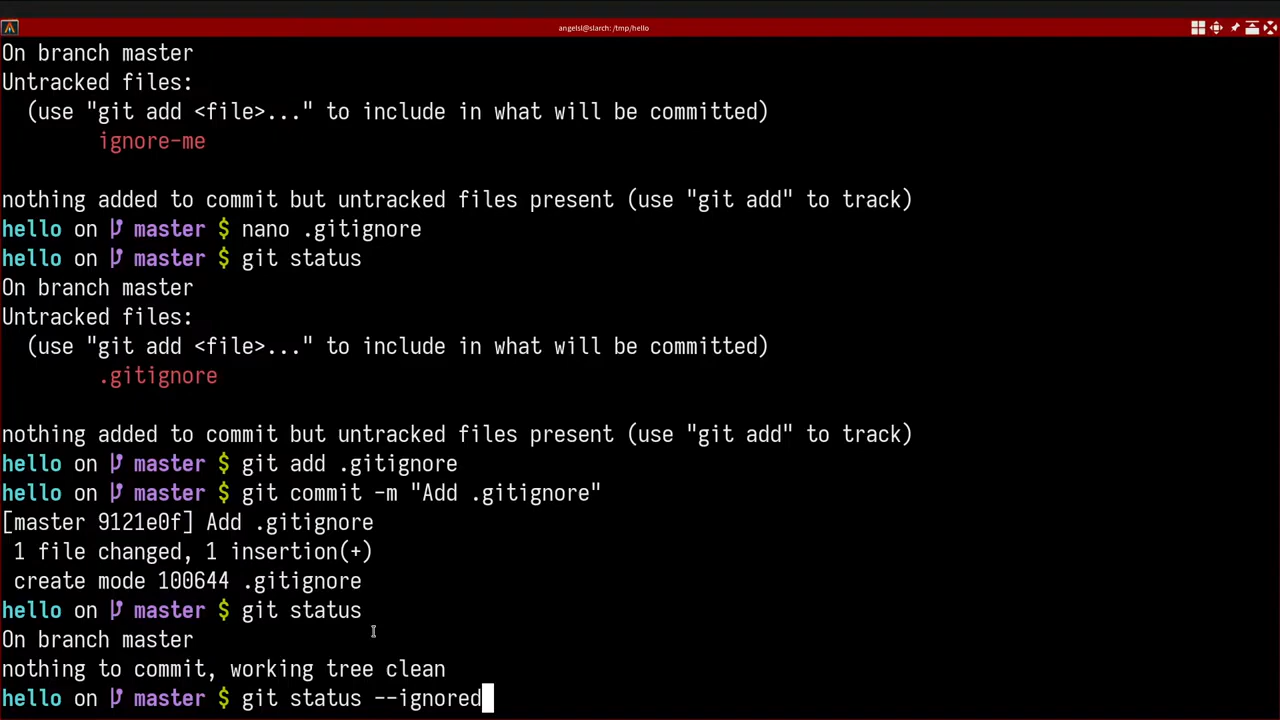 angelsl@slarch: /tmp/hello
On branch master
Untracked files:
  (use "git add <file>..." to include in what will be committed)
        ignore-me

nothing added to commit but untracked files present (use "git add" to track)
hello on master $ nano .gitignore
hello on master $ git status
On branch master
Untracked files:
  (use "git add <file>..." to include in what will be committed)
        .gitignore

nothing added to commit but untracked files present (use "git add" to track)
hello on master $ git add .gitignore
hello on master $ git commit -m "Add .gitignore"
[master 9121e0f] Add .gitignore
 1 file changed, 1 insertion(+)
 create mode 100644 .gitignore
hello on master $ git status
On branch master
nothing to commit, working tree clean
hello on master $ git status --ignored